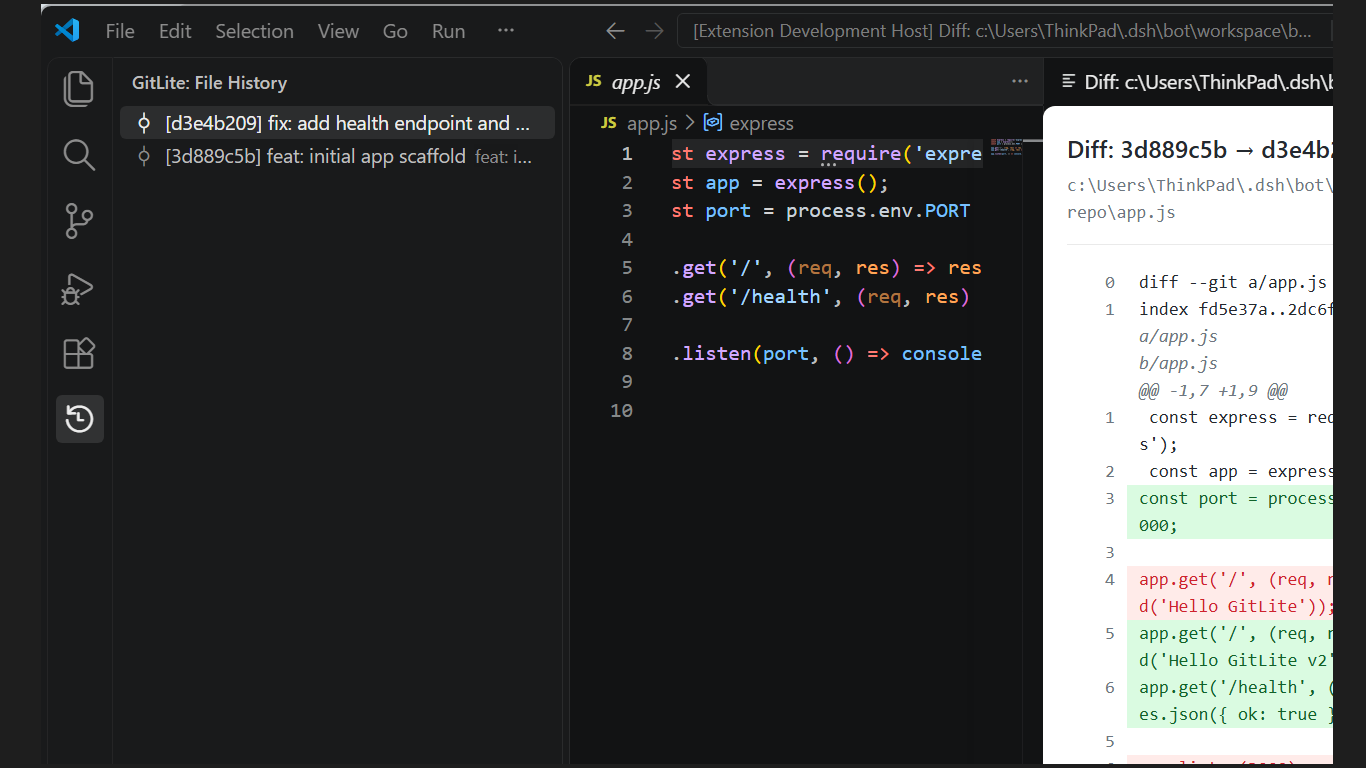 File Edit Selection View Go Run ··· ← → [Extension Development Host] Diff: c:\Users\ThinkPad\.dsh\bot\workspace\b...
GitLite: File History
[d3e4b209] fix: add health endpoint and ...
[3d889c5b] feat: initial app scaffold feat: i...
JS app.js ✕ ···
JS app.js > express
1 st express = require('expre
2 st app = express();
3 st port = process.env.PORT
4
5 .get('/', (req, res) => res
6 .get('/health', (req, res)
7
8 .listen(port, () => console
9
10
Diff: c:\Users\ThinkPad\.dsh\b
Diff: 3d889c5b → d3e4b2
c:\Users\ThinkPad\.dsh\bot\
repo\app.js
0 diff --git a/app.js
1 index fd5e37a..2dc6f
a/app.js
b/app.js
@@ -1,7 +1,9 @@
1 const express = req
s');
2 const app = express
3 const port = process
000;
3
4 app.get('/', (req, r
d('Hello GitLite'));
5 app.get('/', (req, r
d('Hello GitLite v2'
6 app.get('/health', (
es.json({ ok: true }
5